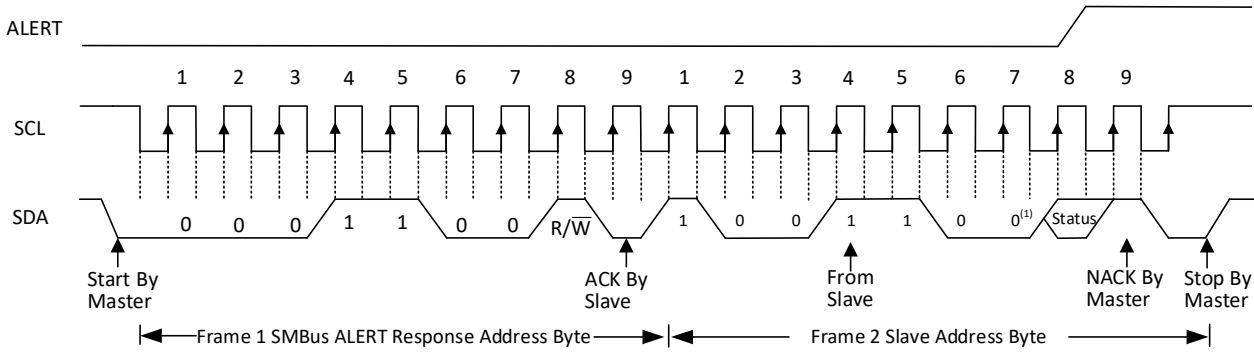 ALERT
1 2 3 4 5 6 7 8 9 1 2 3 4 5 6 7 8 9
SCL
SDA
0 0 0 1 1 0 0 R/W̅ 1 0 0 1 1 0 0⁽¹⁾ Status
Start By
Master
ACK By
Slave
From
Slave
NACK By
Master
Stop By
Master
Frame 1 SMBus ALERT Response Address Byte
Frame 2 Slave Address Byte